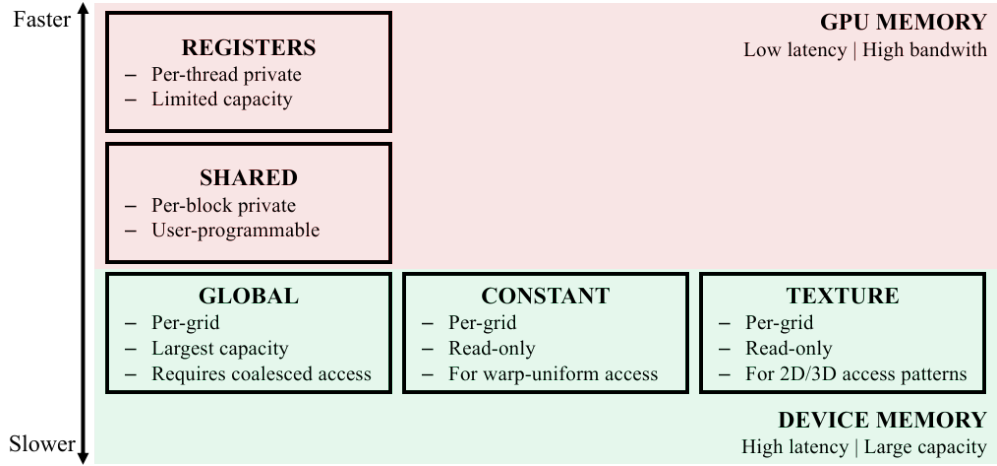 Faster
GPU MEMORY
Low latency | High bandwith
REGISTERS
– Per-thread private
– Limited capacity
SHARED
– Per-block private
– User-programmable
GLOBAL
– Per-grid
– Largest capacity
– Requires coalesced access
CONSTANT
– Per-grid
– Read-only
– For warp-uniform access
TEXTURE
– Per-grid
– Read-only
– For 2D/3D access patterns
DEVICE MEMORY
High latency | Large capacity
Slower